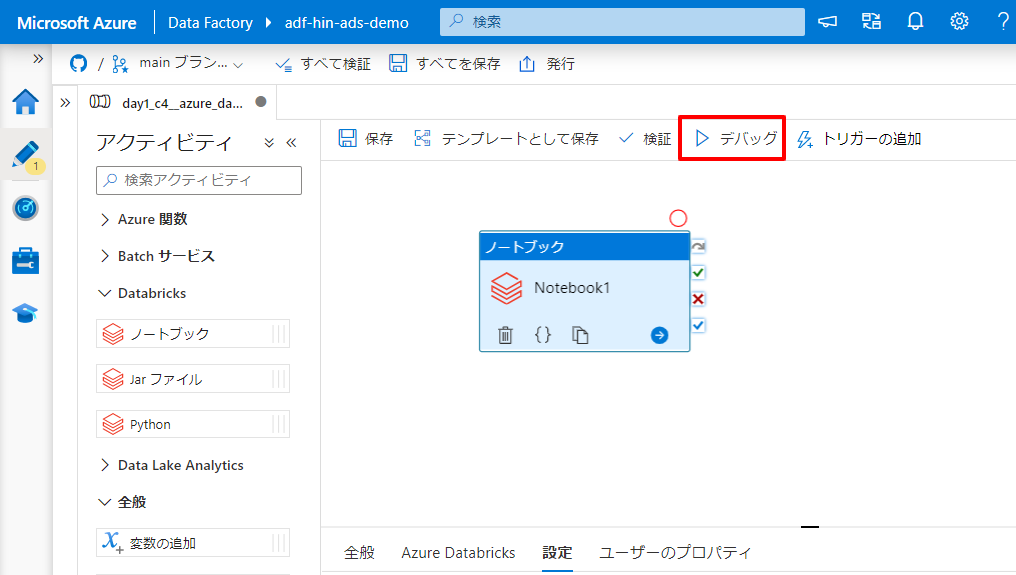 Microsoft Azure Data Factory adf-hin-ads-demo 検索 ?
/ main ブラン... すべて検証 すべてを保存 発行
day1_c4__azure_da...
アクティビティ
保存 テンプレートとして保存 検証 デバッグ トリガーの追加
1
検索アクティビティ
Azure 関数
Batch サービス
ノートブック
Notebook1
{}
Databricks
ノートブック
Jar ファイル
Python
Data Lake Analytics
全般
変数の追加
全般 Azure Databricks 設定 ユーザーのプロパティ